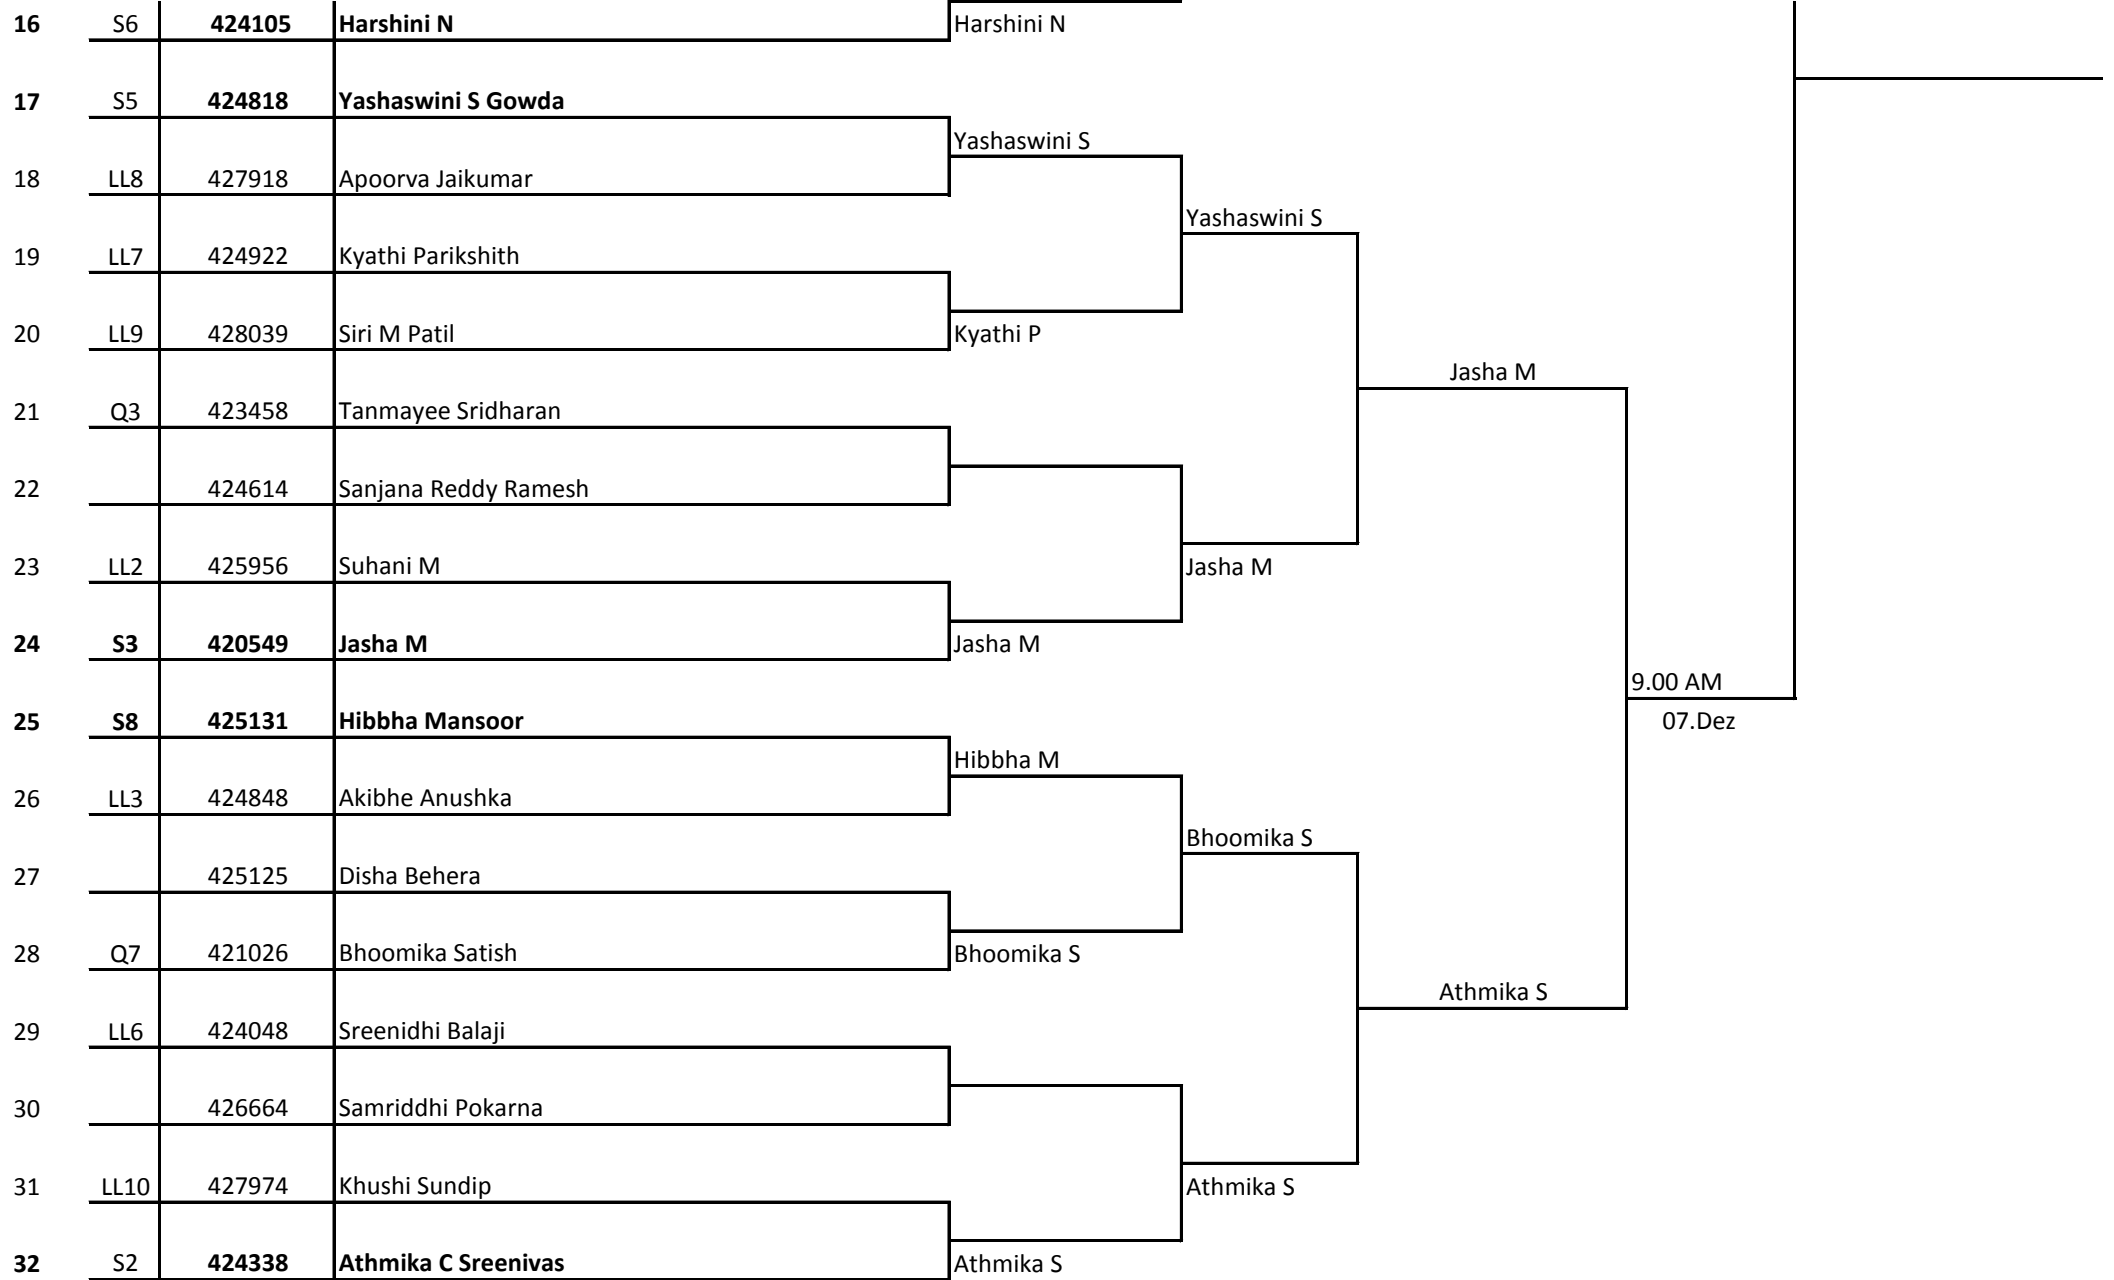 16 S6 424105 Harshini N Harshini N
17 S5 424818 Yashaswini S Gowda
Yashaswini S
18 LL8 427918 Apoorva Jaikumar
Yashaswini S
19 LL7 424922 Kyathi Parikshith
20 LL9 428039 Siri M Patil Kyathi P
Jasha M
21 Q3 423458 Tanmayee Sridharan
22 424614 Sanjana Reddy Ramesh
23 LL2 425956 Suhani M Jasha M
24 S3 420549 Jasha M Jasha M
9.00 AM
25 S8 425131 Hibbha Mansoor 07.Dez
Hibbha M
26 LL3 424848 Akibhe Anushka
Bhoomika S
27 425125 Disha Behera
28 Q7 421026 Bhoomika Satish Bhoomika S
Athmika S
29 LL6 424048 Sreenidhi Balaji
30 426664 Samriddhi Pokarna
31 LL10 427974 Khushi Sundip Athmika S
32 S2 424338 Athmika C Sreenivas Athmika S